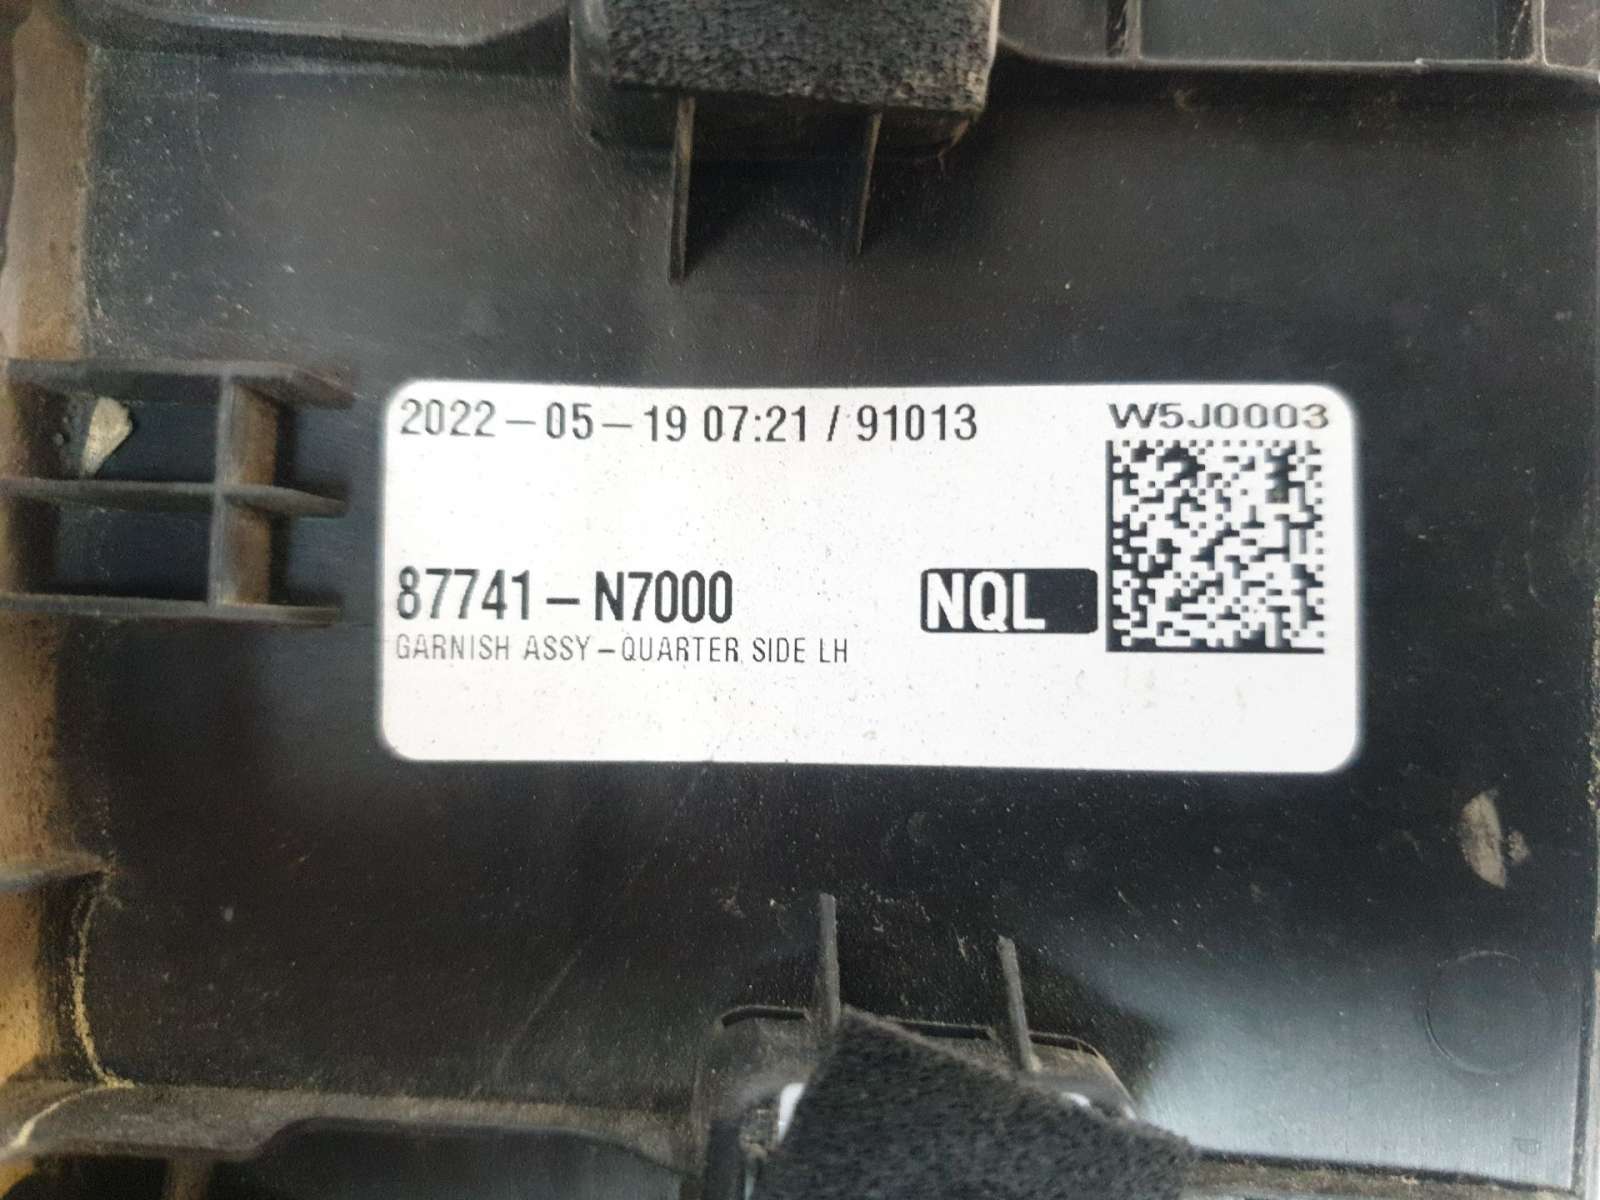 2022-05-19 07:21 / 91013
W5J0003
87741-N7000
NQL
GARNISH ASSY-QUARTER SIDE LH